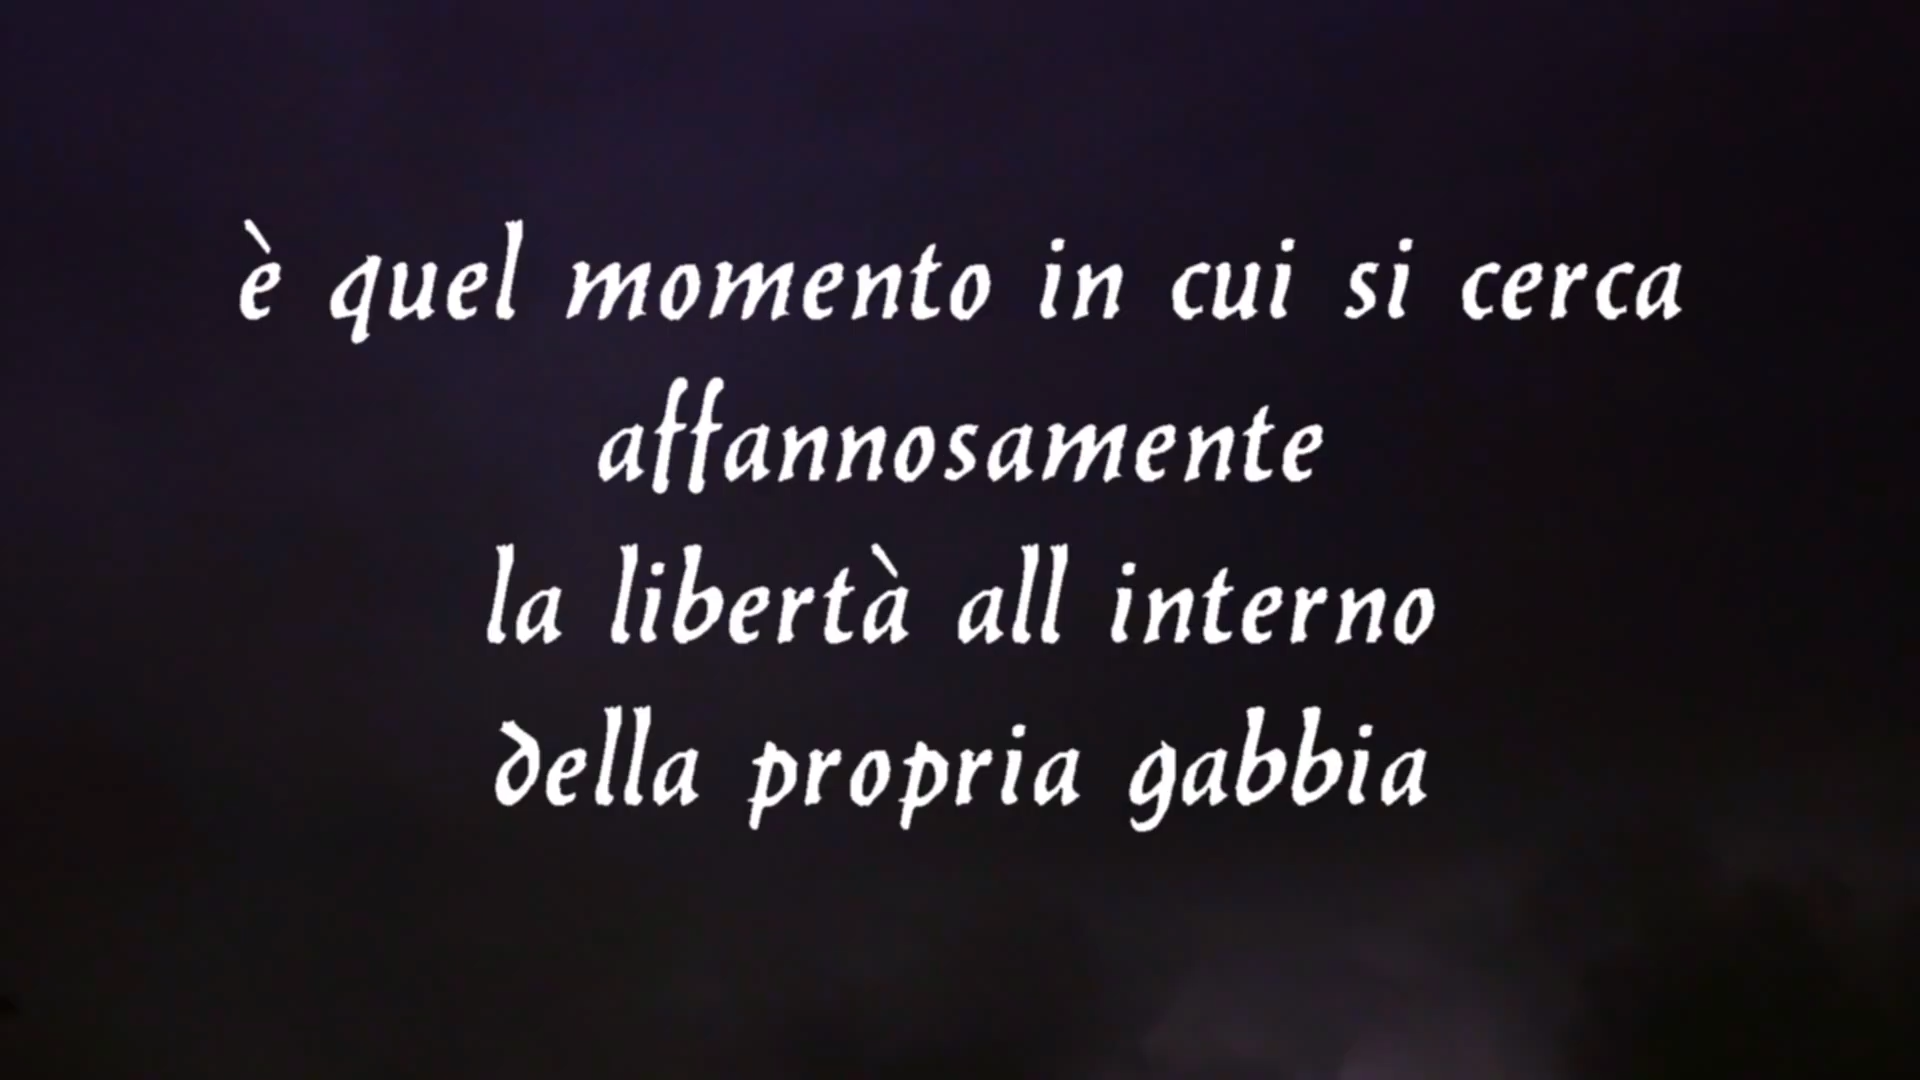 è quel momento in cui si cerca
affannosamente
la libertà all interno
della propria gabbia